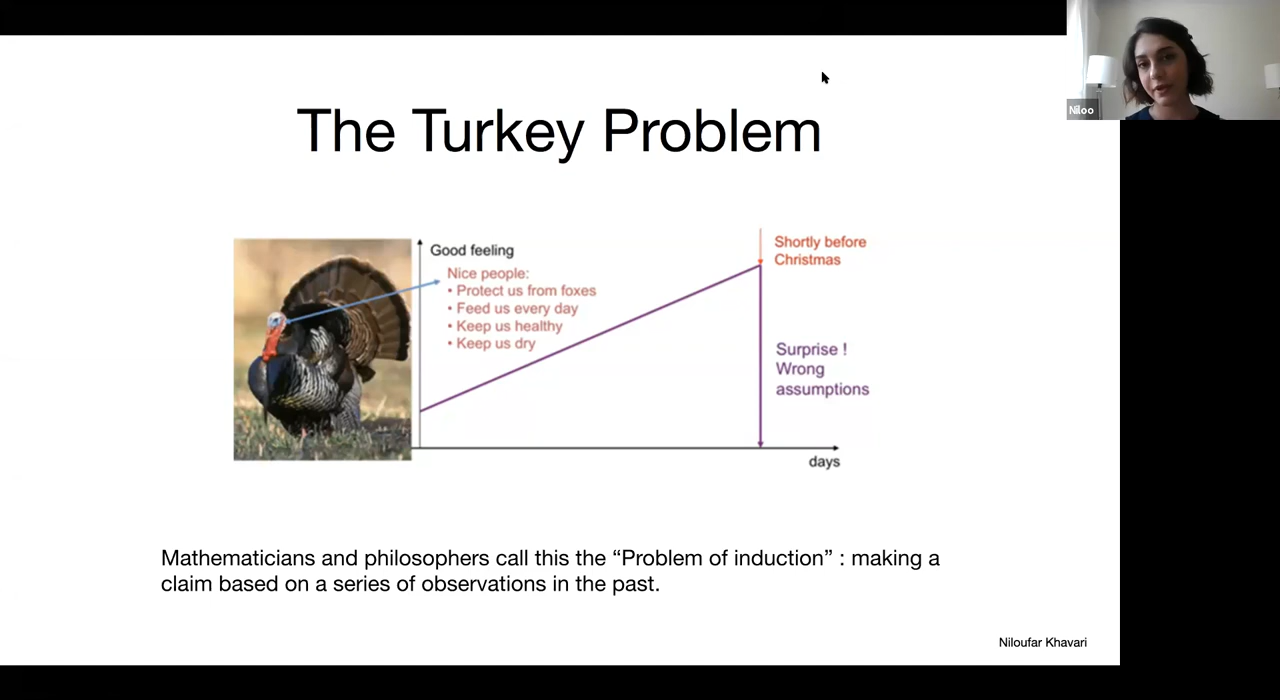 Niloo
The Turkey Problem
Good feeling
Nice people:
• Protect us from foxes
• Feed us every day
• Keep us healthy
• Keep us dry
Shortly before
Christmas
Surprise !
Wrong
assumptions
days
Mathematicians and philosophers call this the “Problem of induction” : making a
claim based on a series of observations in the past.
Niloufar Khavari